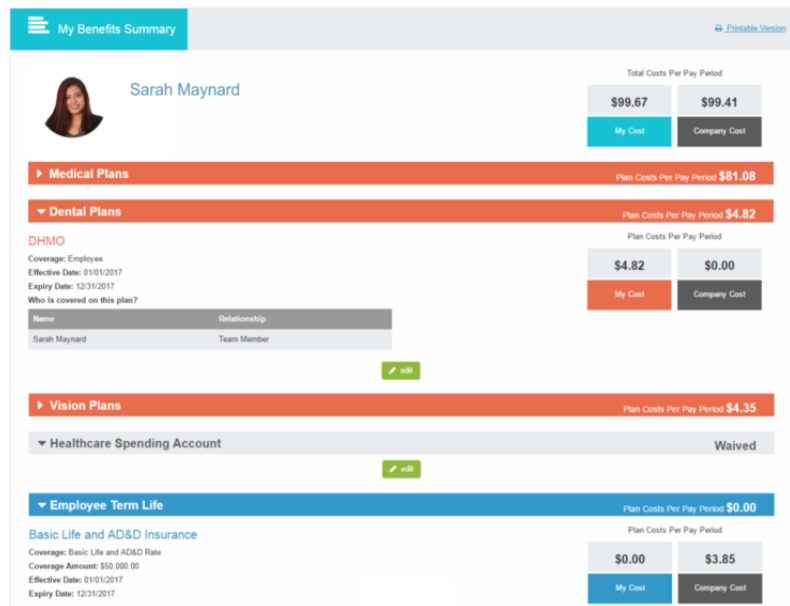 My Benefits Summary
Printable Version
Sarah Maynard
Total Costs Per Pay Period
$99.67 $99.41
My Cost Company Cost
Medical Plans Plan Costs Per Pay Period $81.08
Dental Plans Plan Costs Per Pay Period $4.82
DHMO
Plan Costs Per Pay Period
Coverage: Employee
Effective Date: 01/01/2017
Expiry Date: 12/31/2017
Who is covered on this plan?
$4.82 $0.00
My Cost Company Cost
Name Relationship
Sarah Maynard Team Member
edit
Vision Plans Plan Costs Per Pay Period $4.35
Healthcare Spending Account Waived
edit
Employee Term Life Plan Costs Per Pay Period $0.00
Basic Life and AD&D Insurance
Plan Costs Per Pay Period
Coverage: Basic Life and AD&D Rate
Coverage Amount: $50,000.00
Effective Date: 01/01/2017
Expiry Date: 12/31/2017
$0.00 $3.85
My Cost Company Cost